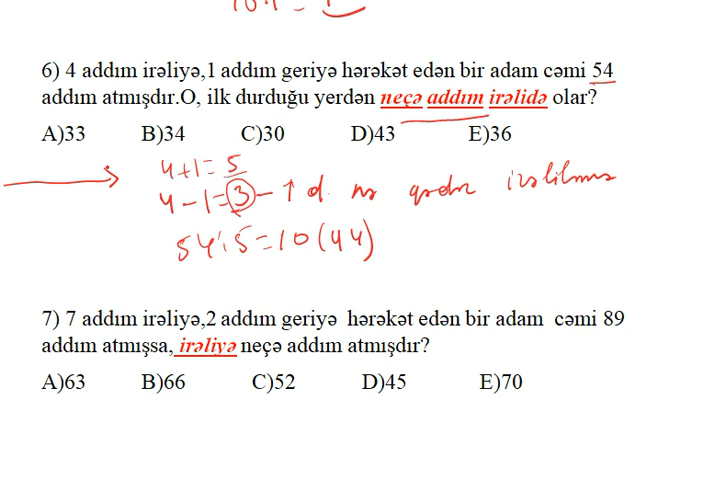 6) 4 addım irəliyə,1 addım geriyə hərəkət edən bir adam cəmi 54
addım atmışdır.O, ilk durduğu yerdən neçə addım irəlidə olar?
A)33 B)34 C)30 D)43 E)36
4+1=5
4-1=3-1 d. nə qədər irəliləmə
54:5=10(44)
7) 7 addım irəliyə,2 addım geriyə hərəkət edən bir adam cəmi 89
addım atmışsa, irəliyə neçə addım atmışdır?
A)63 B)66 C)52 D)45 E)70